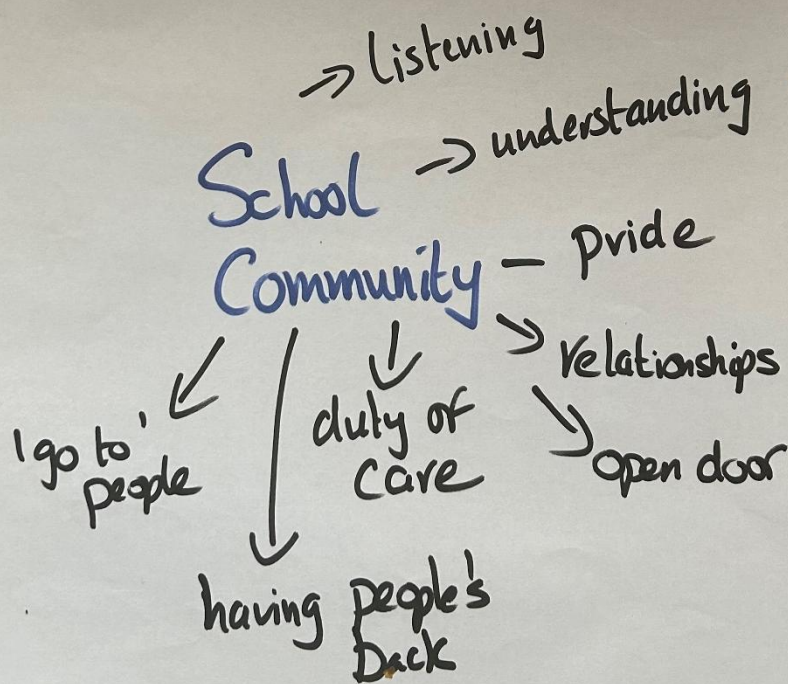 listening
understanding
School
Community
pride
relationships
'go to'
people
duty of
care
open door
having people's
back